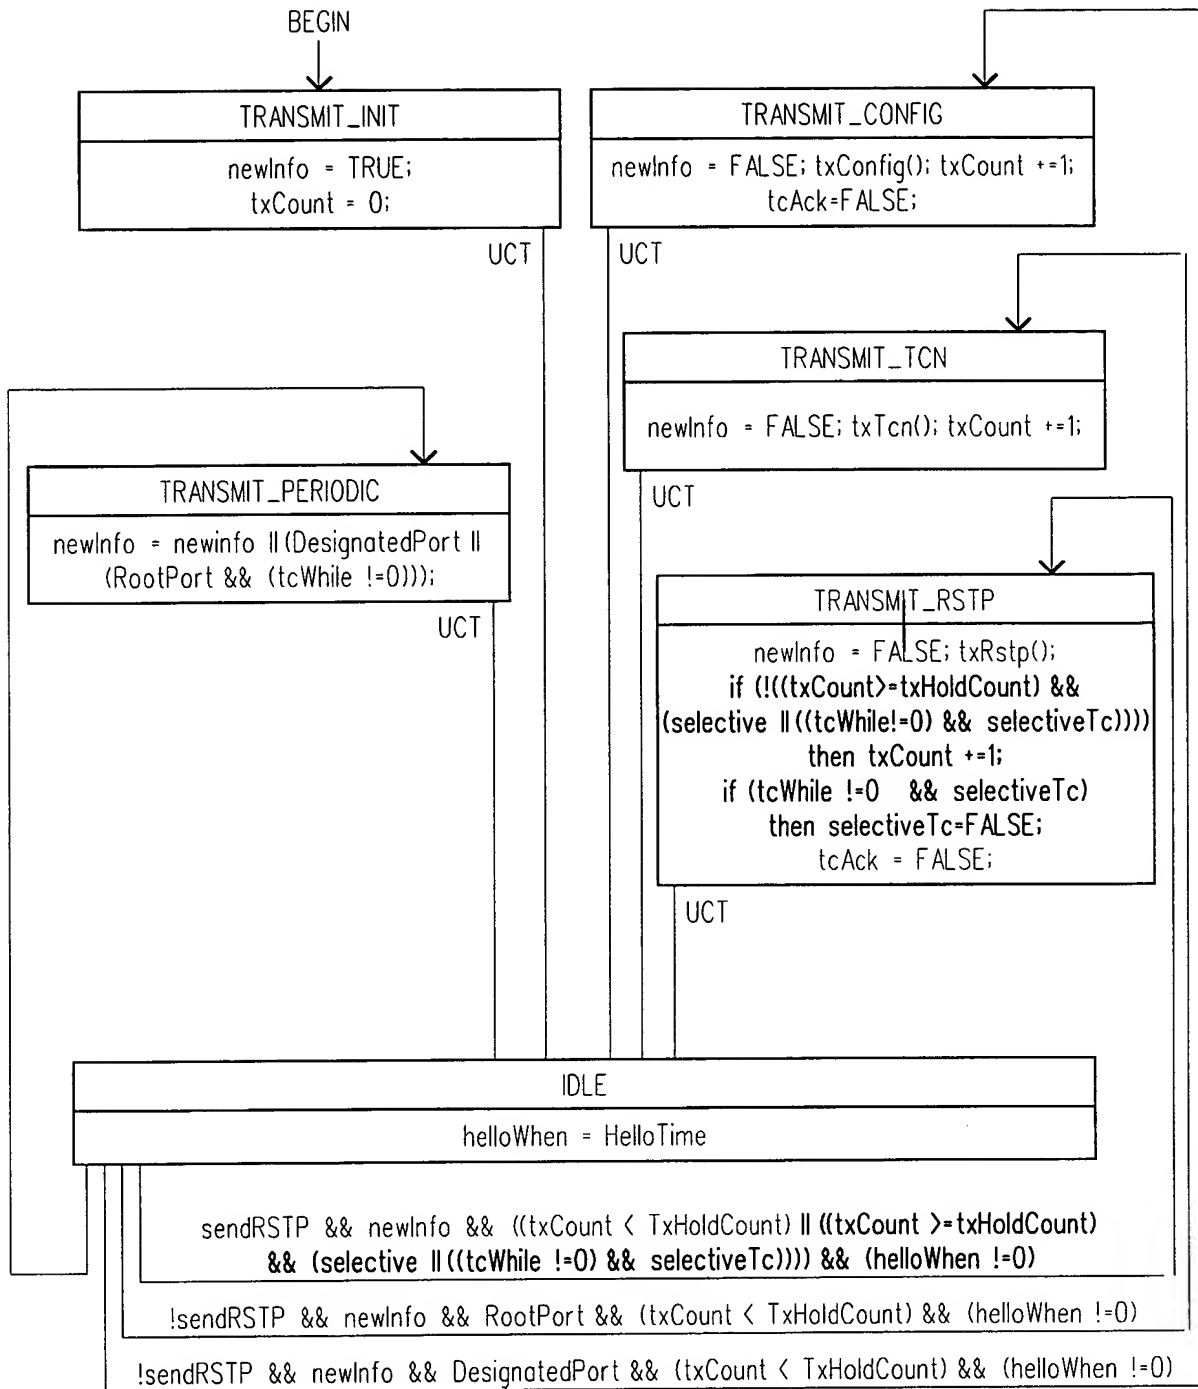 BEGIN
TRANSMIT_INIT
newInfo = TRUE;
txCount = 0;
UCT
TRANSMIT_CONFIG
newInfo = FALSE; txConfig(); txCount +=1;
tcAck=FALSE;
UCT
TRANSMIT_TCN
newInfo = FALSE; txTcn(); txCount +=1;
UCT
TRANSMIT_PERIODIC
newInfo = newinfo || (DesignatedPort ||
(RootPort && (tcWhile !=0)));
UCT
TRANSMIT_RSTP
newInfo = FALSE; txRstp();
if (!((txCount>=txHoldCount) &&
(selective || ((tcWhile!=0) && selectiveTc))))
then txCount +=1;
if (tcWhile !=0 && selectiveTc)
then selectiveTc=FALSE;
tcAck = FALSE;
UCT
IDLE
helloWhen = HelloTime
sendRSTP && newInfo && ((txCount < TxHoldCount) || ((txCount >=txHoldCount)
&& (selective || ((tcWhile !=0) && selectiveTc)))) && (helloWhen !=0)
!sendRSTP && newInfo && RootPort && (txCount < TxHoldCount) && (helloWhen !=0)
!sendRSTP && newInfo && DesignatedPort && (txCount < TxHoldCount) && (helloWhen !=0)